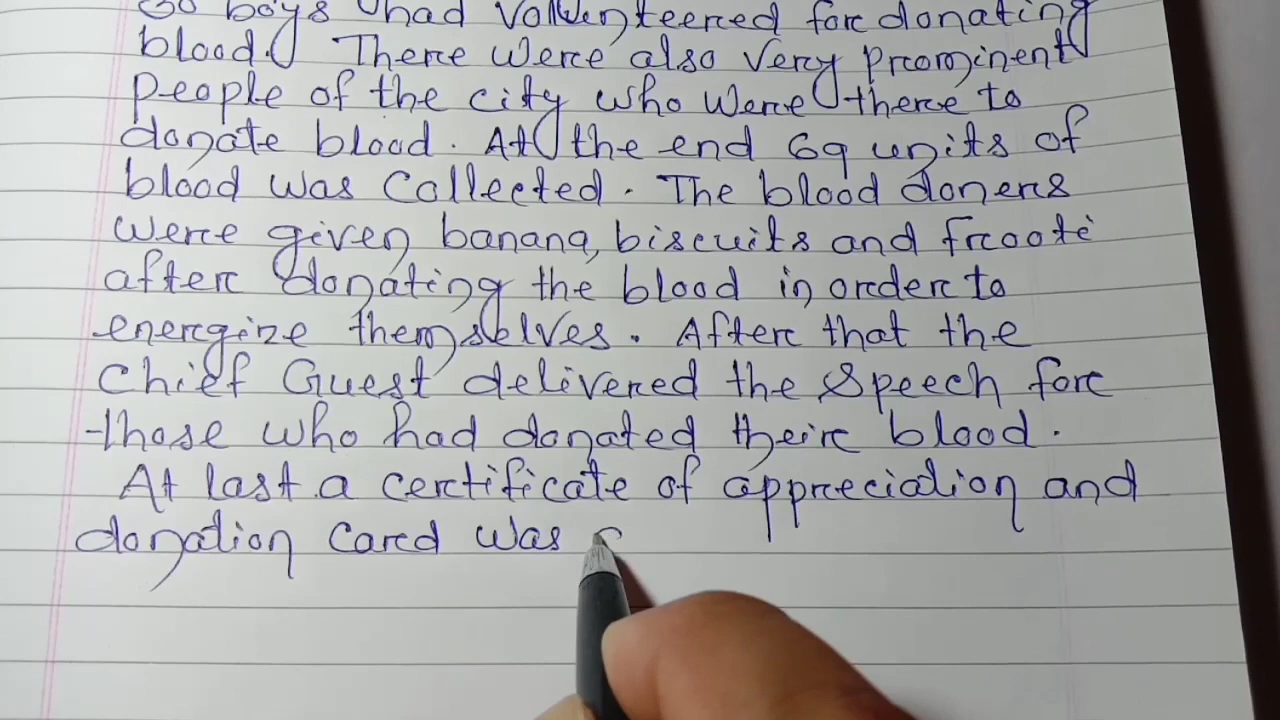 30 boys had Volunteered for donating
blood. There were also very prominent
people of the city who were there to
donate blood. At the end 69 units of
blood was collected. The blood doners
were given banana, biscuits and frooti
after donating the blood in order to
energize themselves. After that the
Chief Guest delivered the Speech for
those who had donated their blood.
At last a certificate of appreciation and
donation card was